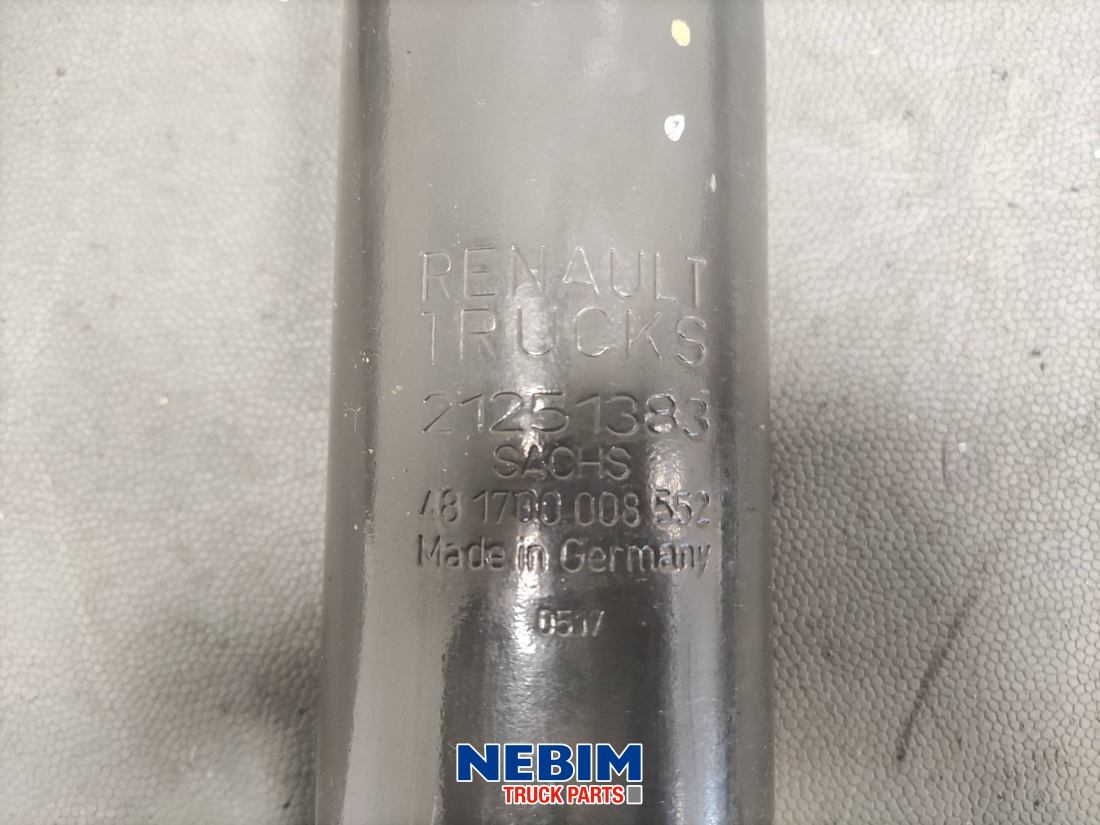 RENAULT
TRUCKS
21251383
SACHS
48 1700 008 552
Made in Germany
0517
NEBIM
TRUCK PARTS